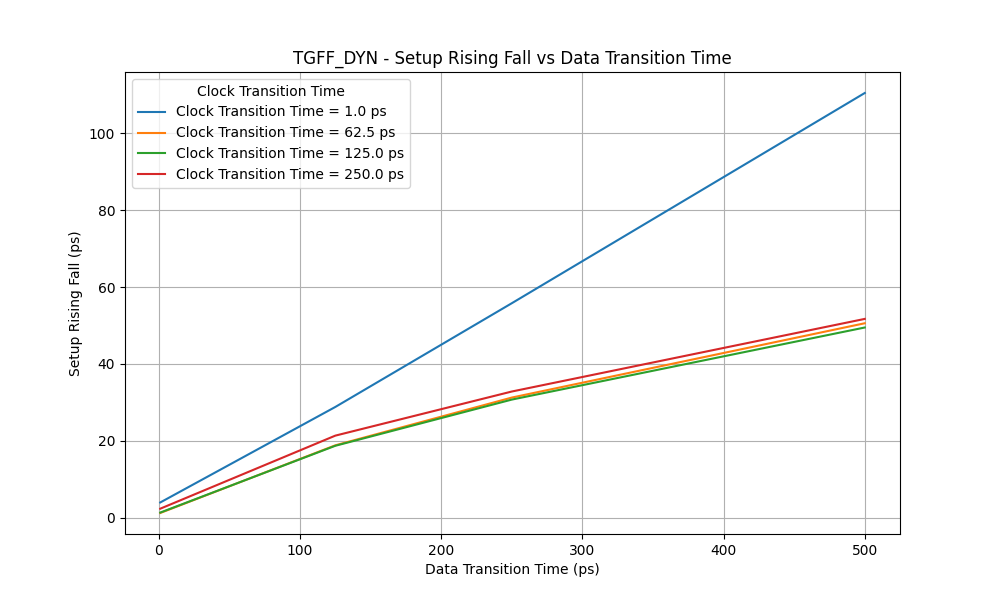 TGFF_DYN - Setup Rising Fall vs Data Transition Time
Clock Transition Time
Clock Transition Time = 1.0 ps
Clock Transition Time = 62.5 ps
Clock Transition Time = 125.0 ps
Clock Transition Time = 250.0 ps
100
80
60
40
20
0
Setup Rising Fall (ps)
0 100 200 300 400 500
Data Transition Time (ps)